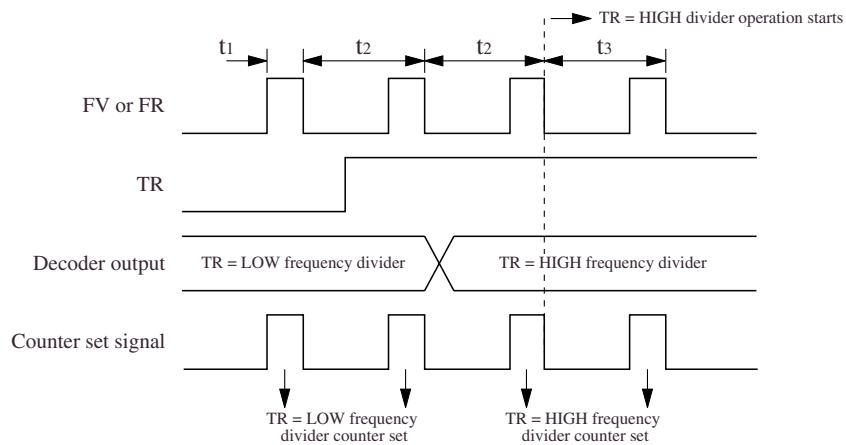 TR = HIGH divider operation starts
t1
t2
t2
t3
FV or FR
TR
Decoder output
TR = LOW frequency divider
TR = HIGH frequency divider
Counter set signal
TR = LOW frequency
divider counter set
TR = HIGH frequency
divider counter set